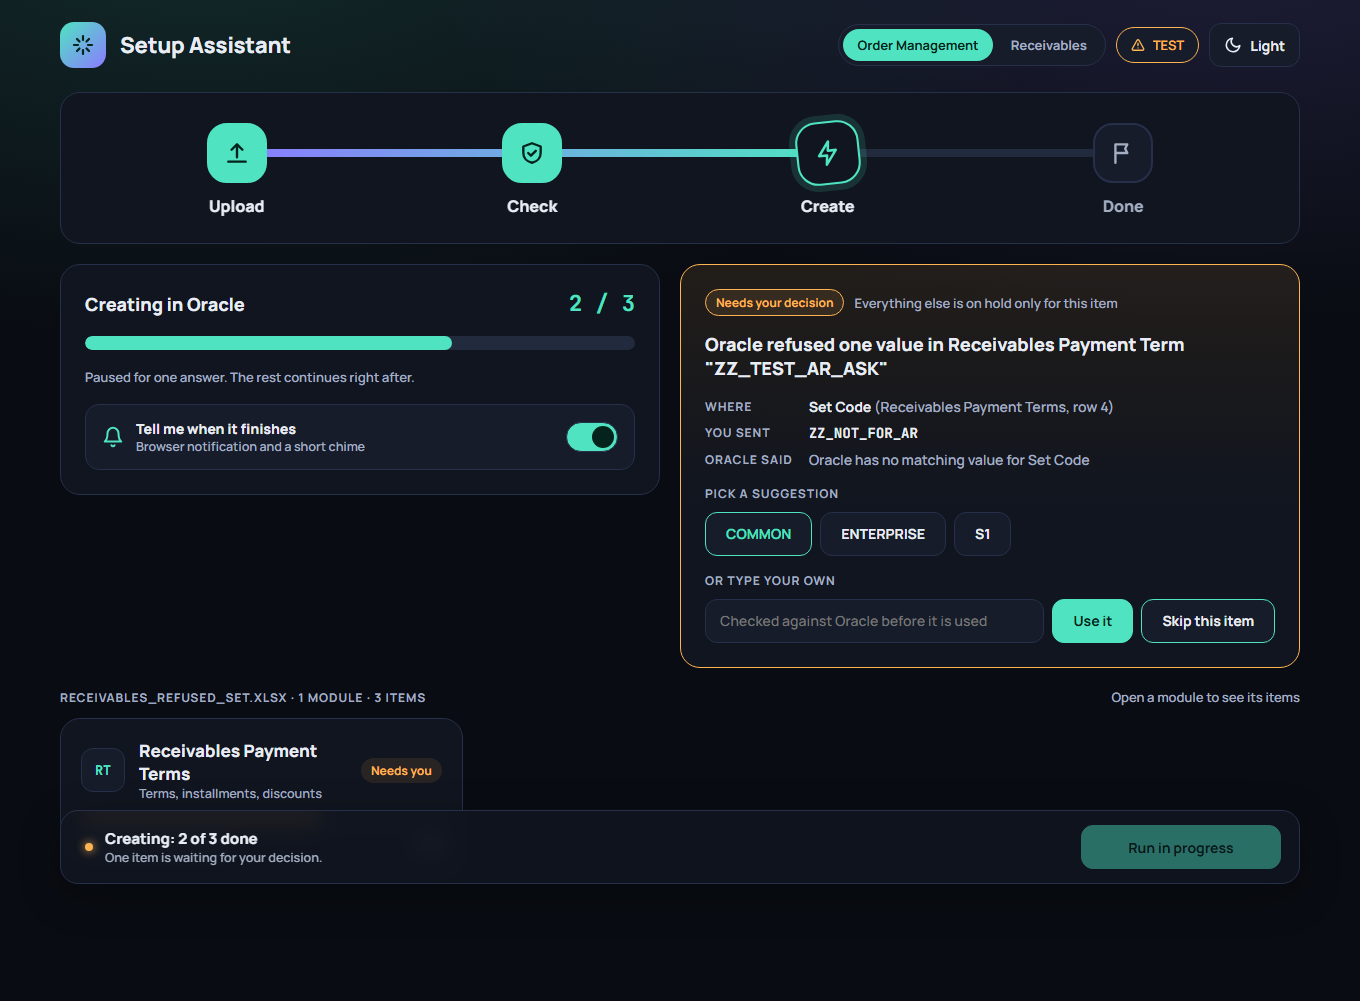 Setup Assistant
Order Management
Receivables
TEST
Light
Upload
Check
Create
Done
Creating in Oracle
2 / 3
Paused for one answer. The rest continues right after.
Tell me when it finishes
Browser notification and a short chime
Needs your decision
Everything else is on hold only for this item
Oracle refused one value in Receivables Payment Term
"ZZ_TEST_AR_ASK"
WHERE
Set Code (Receivables Payment Terms, row 4)
YOU SENT
ZZ_NOT_FOR_AR
ORACLE SAID
Oracle has no matching value for Set Code
PICK A SUGGESTION
COMMON
ENTERPRISE
S1
OR TYPE YOUR OWN
Checked against Oracle before it is used
Use it
Skip this item
RECEIVABLES_REFUSED_SET.XLSX · 1 MODULE · 3 ITEMS
Open a module to see its items
RT
Receivables Payment
Terms
Terms, installments, discounts
Needs you
Creating: 2 of 3 done
One item is waiting for your decision.
Run in progress